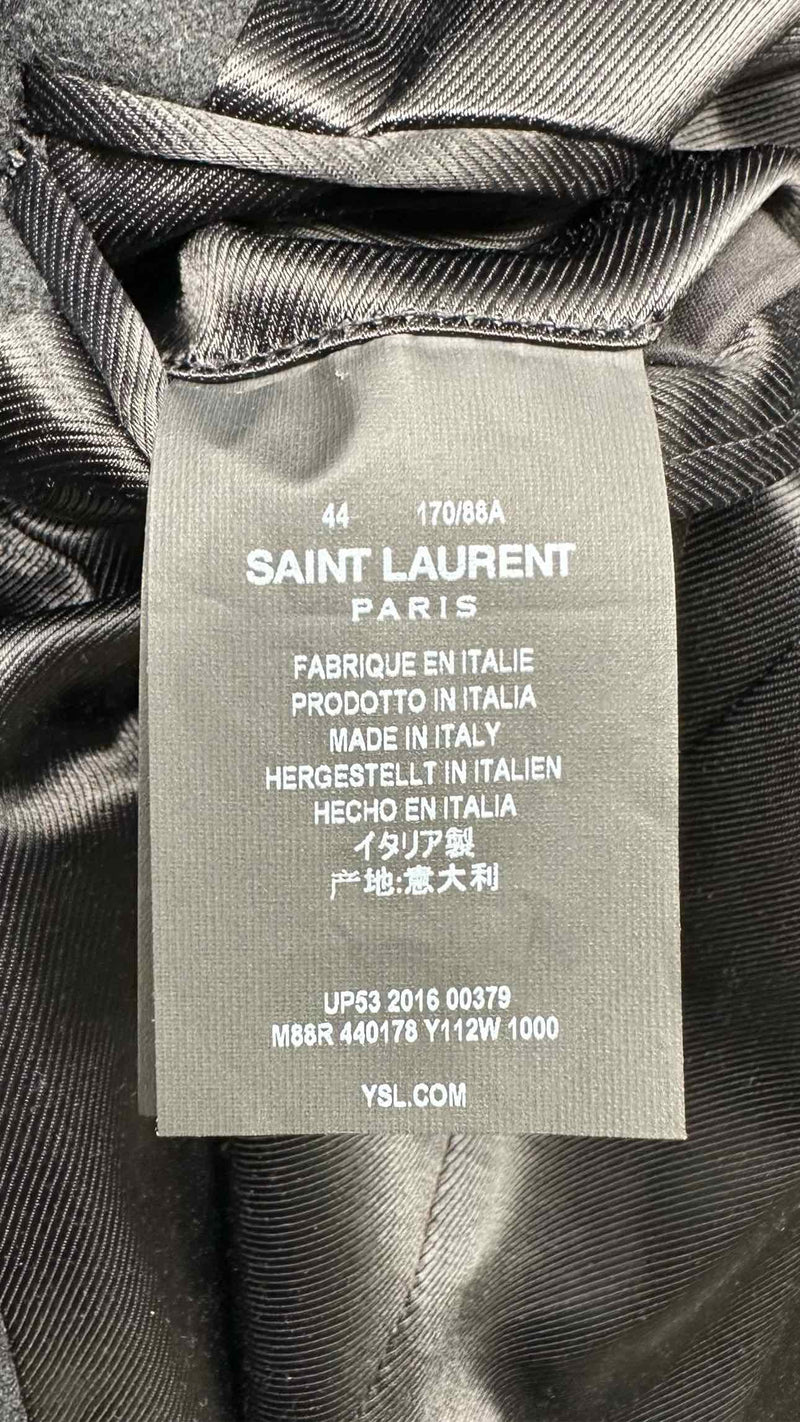 44 170/88A
SAINT LAURENT
PARIS
FABRIQUE EN ITALIE
PRODOTTO IN ITALIA
MADE IN ITALY
HERGESTELLT IN ITALIEN
HECHO EN ITALIA
イタリア製
产地:意大利
UP53 2016 00379
M88R 440178 Y112W 1000
YSL.COM